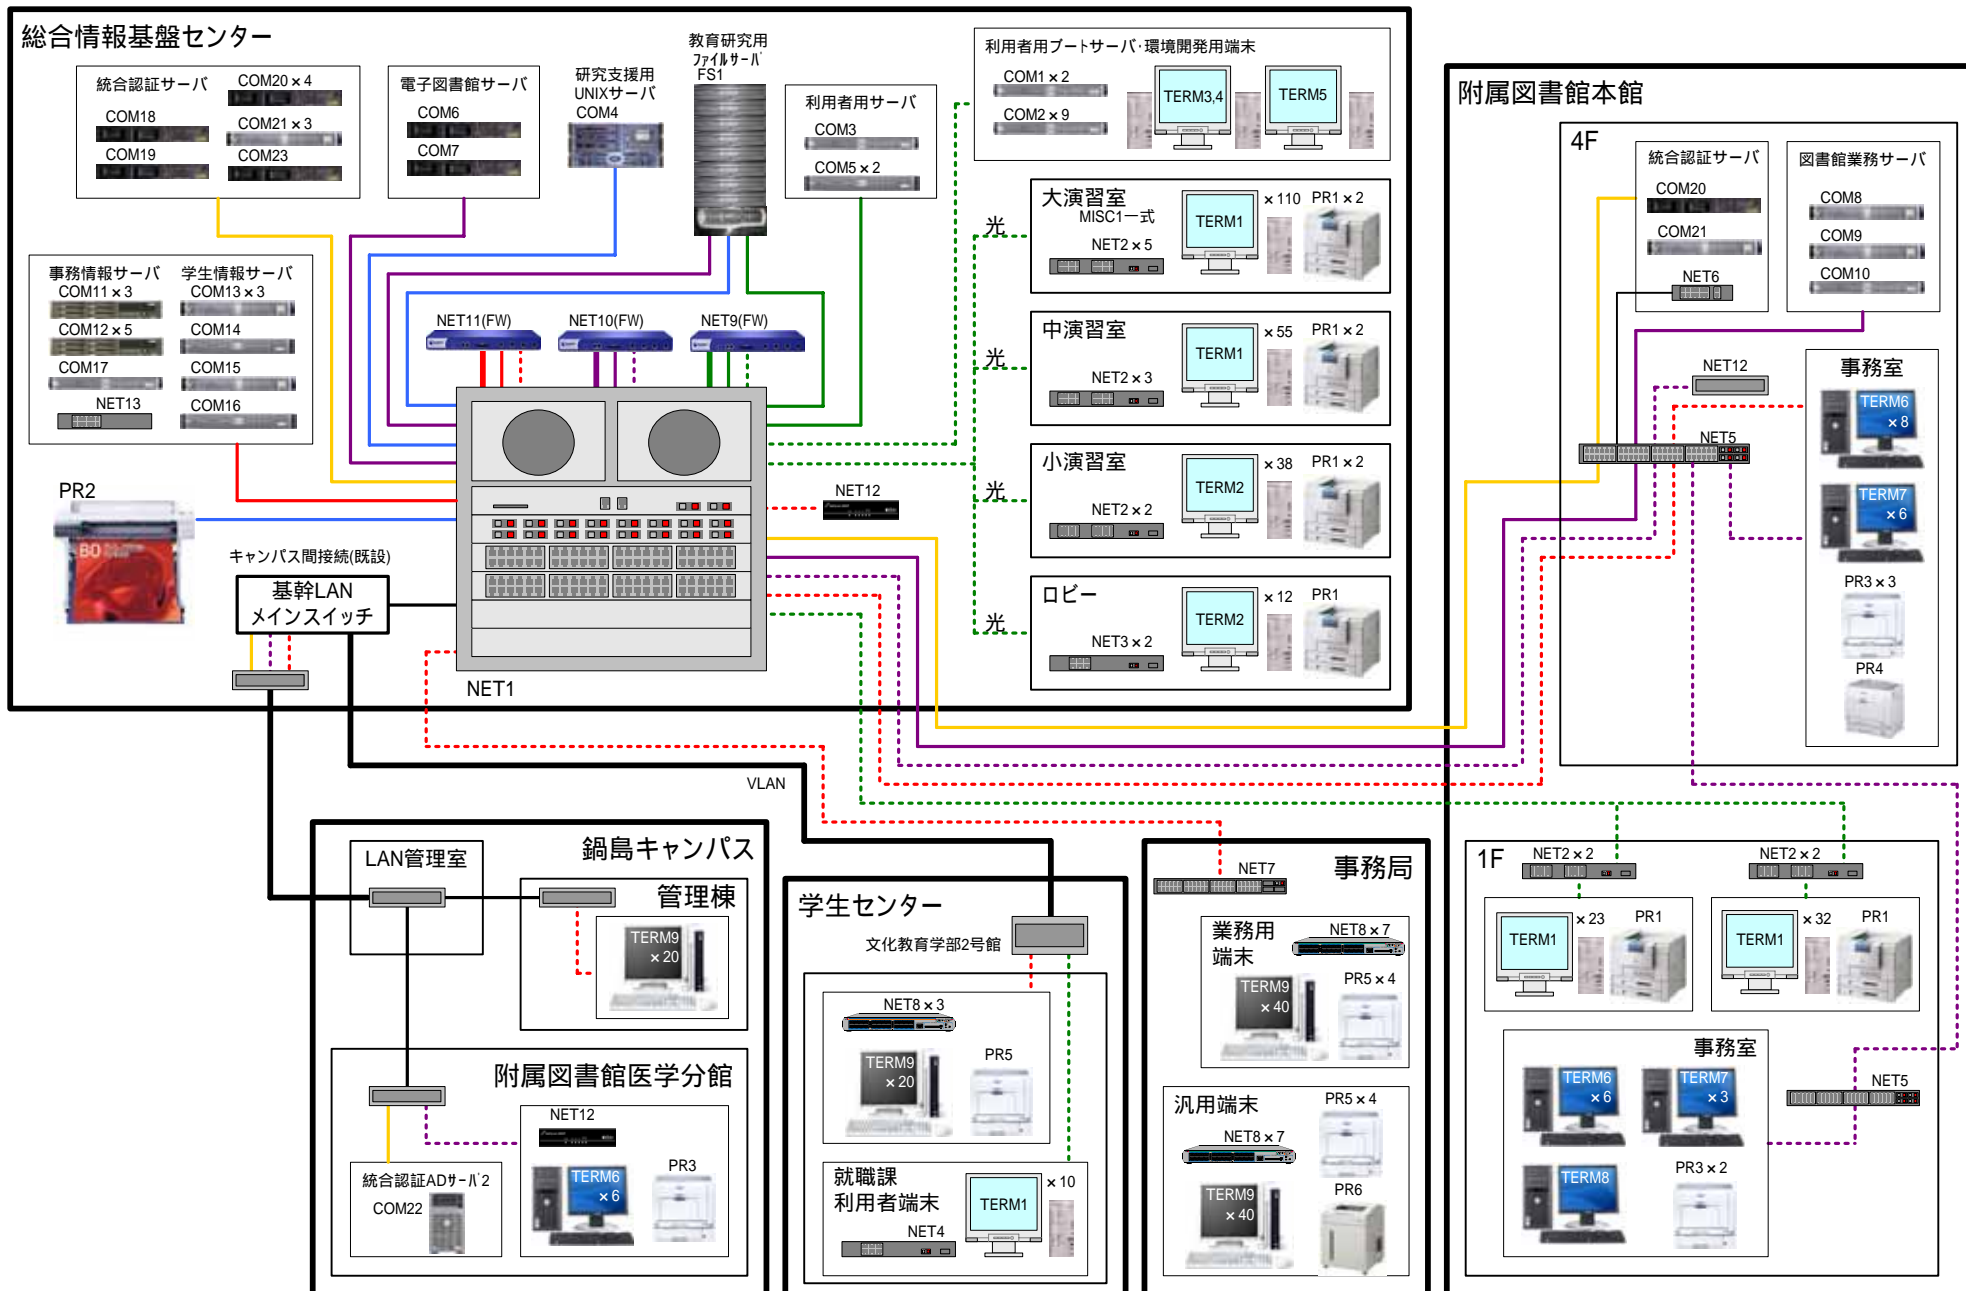 総合情報基盤センター
統合認証サーバ
COM20×4
COM18
COM21×3
COM19
COM23
電子図書館サーバ
COM6
COM7
研究支援用
UNIXサーバ
COM4
教育研究用
ファイルサーバ
FS1
利用者用サーバ
COM3
COM5×2
利用者用ブートサーバ・環境開発用端末
COM1×2
COM2×9
TERM3,4
TERM5
事務情報サーバ
COM11×3
COM12×5
COM17
NET13
学生情報サーバ
COM13×3
COM14
COM15
COM16
NET11(FW)
NET10(FW)
NET9(FW)
光
大演習室
MISC1一式
NET2×5
TERM1
×110
PR1×2
光
中演習室
NET2×3
TERM1
×55
PR1×2
光
小演習室
NET2×2
TERM2
×38
PR1×2
光
ロビー
NET3×2
TERM2
×12
PR1
PR2
BO
NET12
キャンパス間接続(既設)
基幹LAN
メインスイッチ
NET1
VLAN
附属図書館本館
4F
統合認証サーバ
COM20
COM21
NET6
図書館業務サーバ
COM8
COM9
COM10
NET12
NET5
事務室
TERM6
×8
TERM7
×6
PR3×3
PR4
1F
NET2×2
TERM1
×23
PR1
NET2×2
TERM1
×32
PR1
事務室
TERM6
×6
TERM7
×3
NET5
TERM8
PR3×2
鍋島キャンパス
LAN管理室
管理棟
TERM9
×20
附属図書館医学分館
NET12
TERM6
×6
PR3
統合認証ADサーバ2
COM22
学生センター
文化教育学部2号館
NET8×3
TERM9
×20
PR5
就職課
利用者端末
NET4
TERM1
×10
事務局
NET7
業務用
端末
NET8×7
TERM9
×40
PR5×4
汎用端末
NET8×7
PR5×4
TERM9
×40
PR6